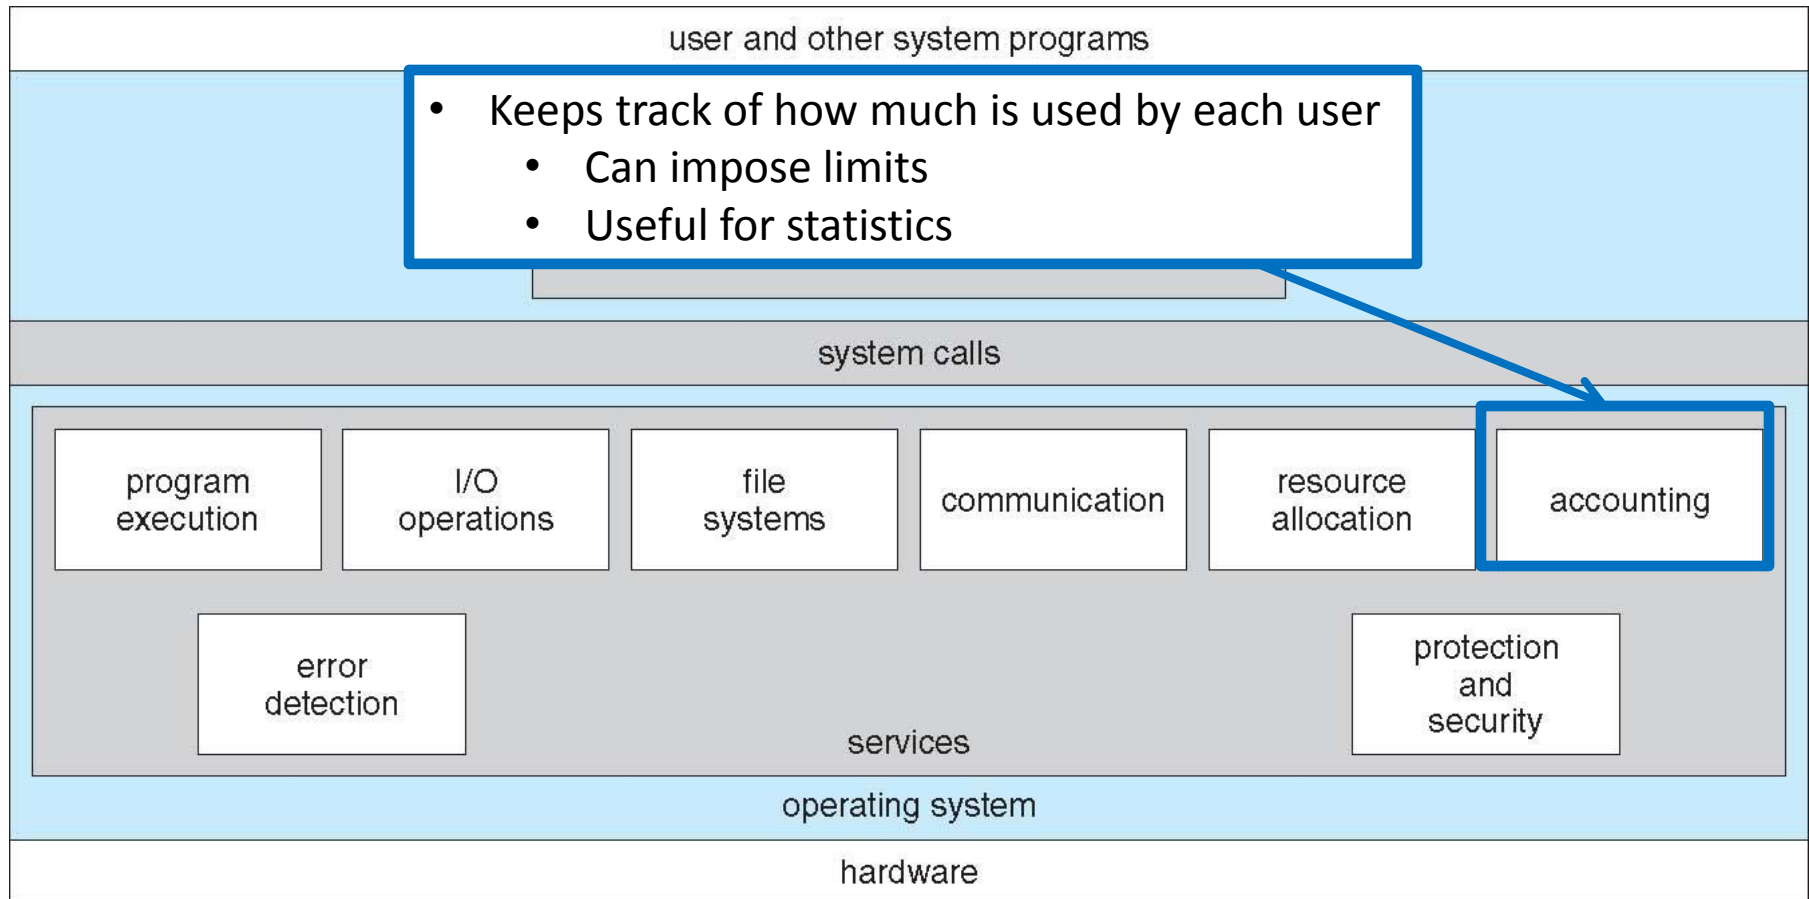 user and other system programs
• Keeps track of how much is used by each user
• Can impose limits
• Useful for statistics
system calls
program
execution
I/O
operations
file
systems
communication
resource
allocation
accounting
error
detection
protection
and
security
services
operating system
hardware